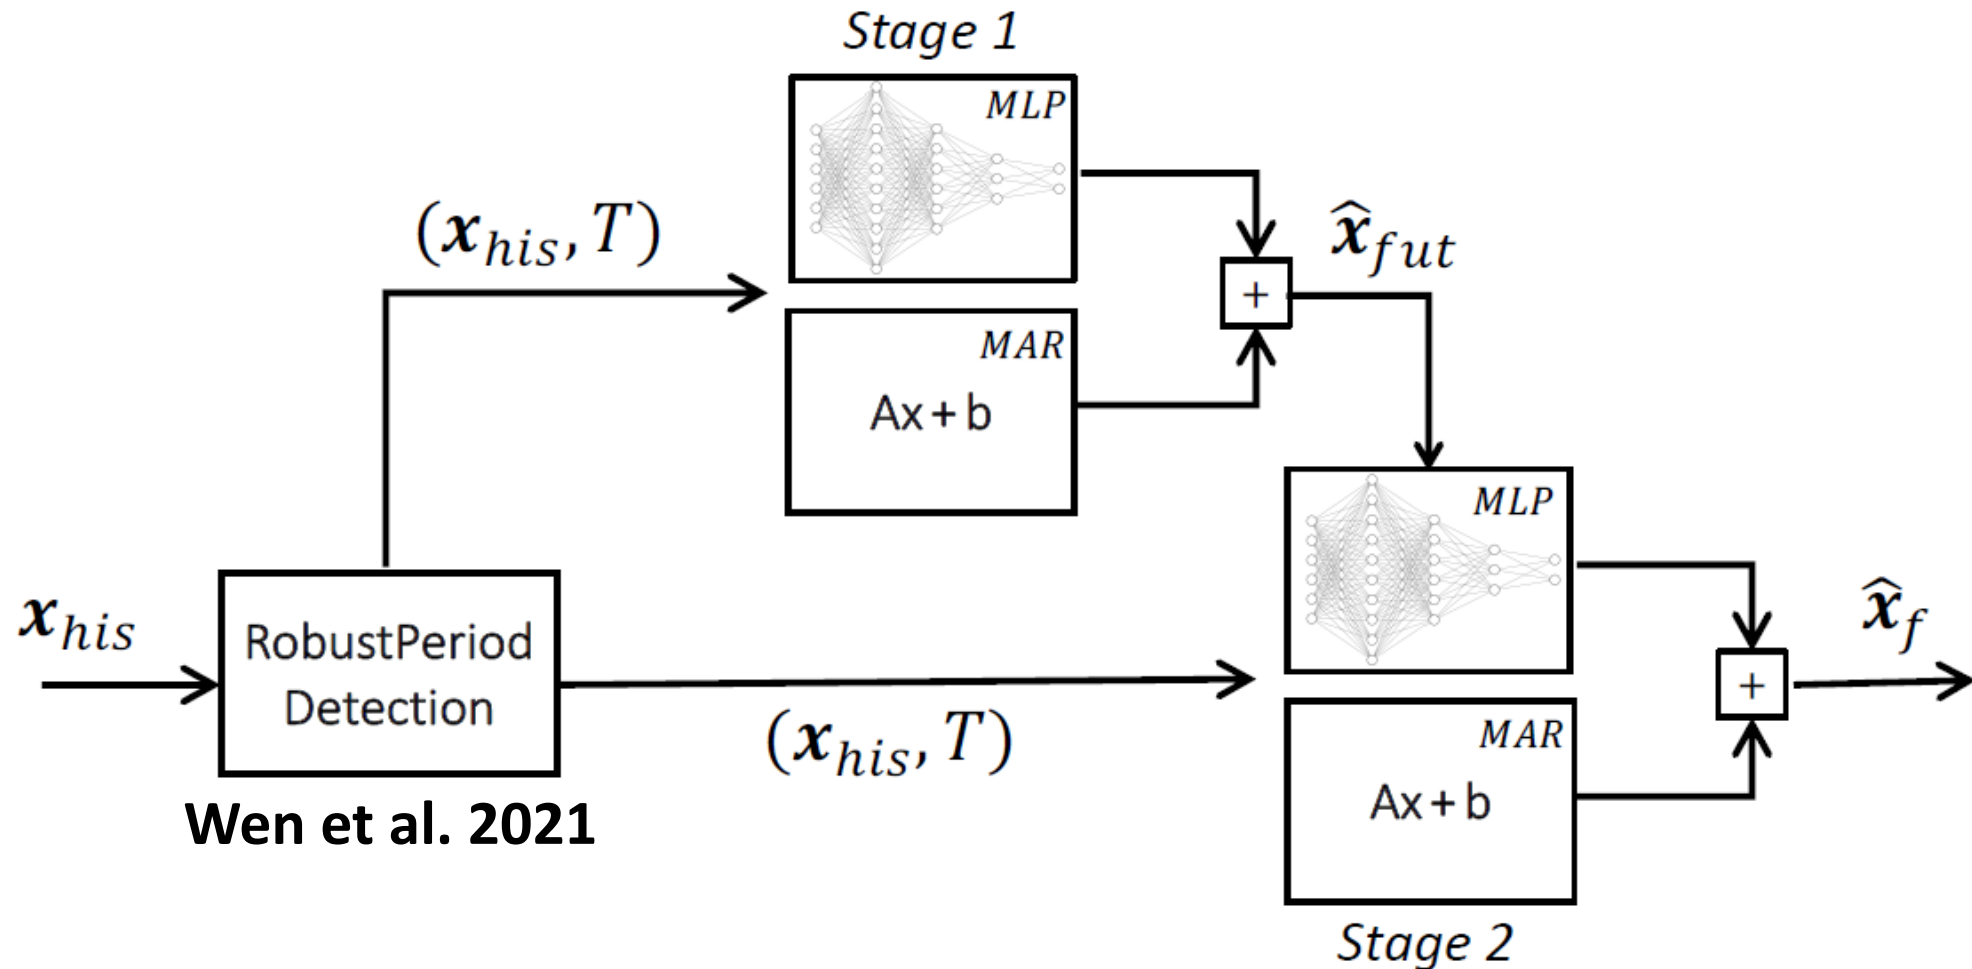 Stage 1
MLP
(x_his, T)
x̂_fut
+
MAR
Ax + b
MLP
x_his
RobustPeriod
Detection
x̂_f
+
(x_his, T)
MAR
Ax + b
Wen et al. 2021
Stage 2